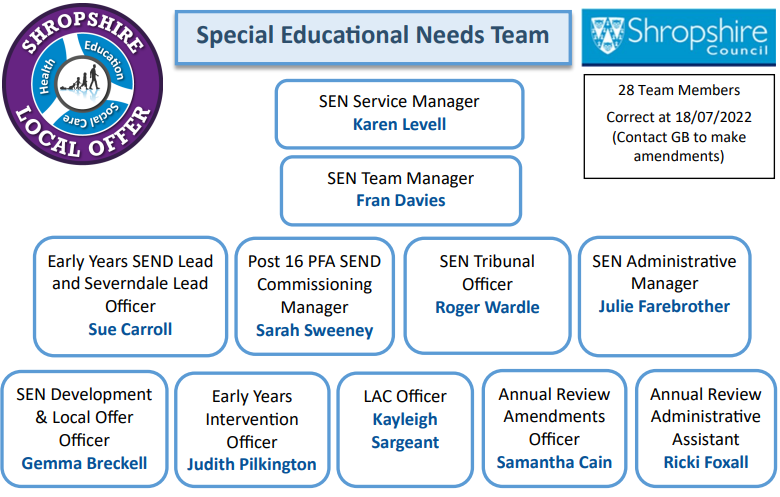 SHROPSHIRE
LOCAL OFFER
Health
Education
Social Care
Special Educational Needs Team
Shropshire
Council
28 Team Members
Correct at 18/07/2022
(Contact GB to make
amendments)
SEN Service Manager
Karen Levell
SEN Team Manager
Fran Davies
Early Years SEND Lead
and Severndale Lead
Officer
Sue Carroll
Post 16 PFA SEND
Commissioning
Manager
Sarah Sweeney
SEN Tribunal
Officer
Roger Wardle
SEN Administrative
Manager
Julie Farebrother
SEN Development
& Local Offer
Officer
Gemma Breckell
Early Years
Intervention
Officer
Judith Pilkington
LAC Officer
Kayleigh
Sargeant
Annual Review
Amendments
Officer
Samantha Cain
Annual Review
Administrative
Assistant
Ricki Foxall